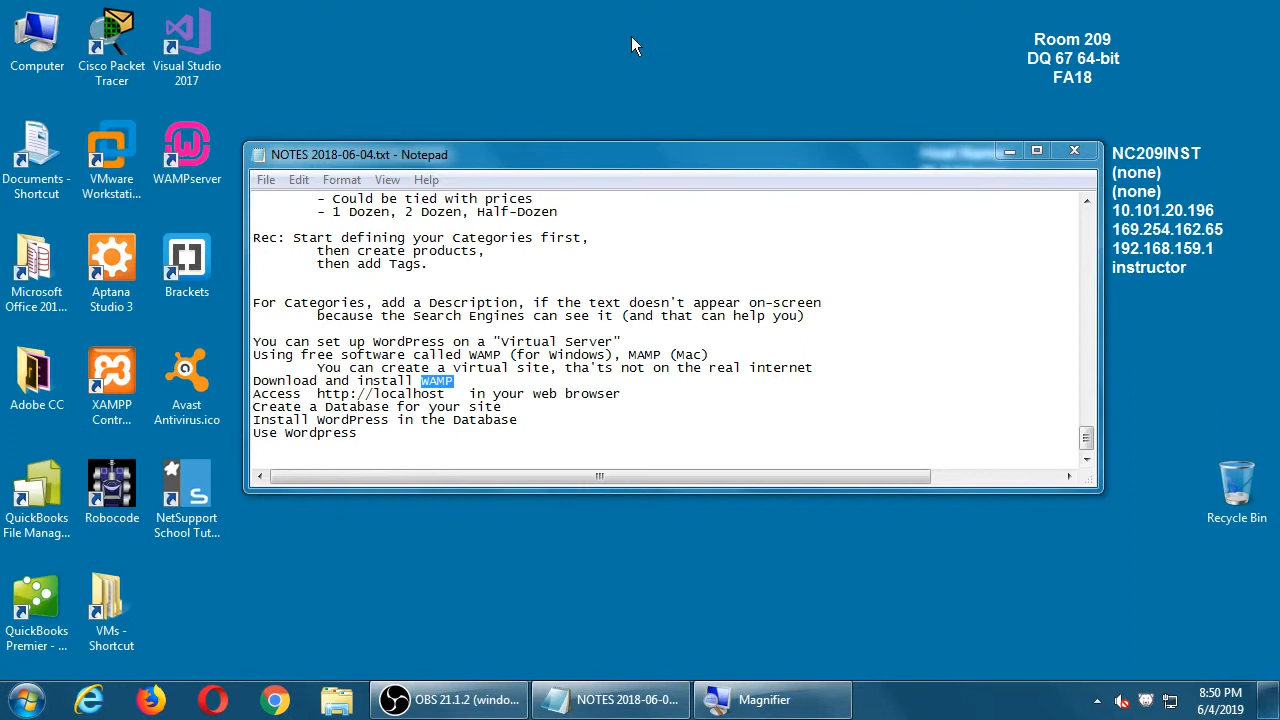 Computer
Cisco Packet
Tracer
Visual Studio
2017
Room 209
DQ 67 64-bit
FA18
Documents -
Shortcut
VMware
Workstati...
WAMPserver
NOTES 2018-06-04.txt - Notepad
File Edit Format View Help
- Could be tied with prices
- 1 Dozen, 2 Dozen, Half-Dozen
Rec: Start defining your Categories first,
then create products,
then add Tags.
For Categories, add a Description, if the text doesn't appear on-screen
because the Search Engines can see it (and that can help you)
You can set up WordPress on a "Virtual Server"
Using free software called WAMP (for Windows), MAMP (Mac)
You can create a virtual site, tha'ts not on the real internet
Download and install WAMP
Access http://localhost in your web browser
Create a Database for your site
Install WordPress in the Database
Use Wordpress
NC209INST
(none)
(none)
10.101.20.196
169.254.162.65
192.168.159.1
instructor
Microsoft
Office 201...
Aptana
Studio 3
Brackets
Adobe CC
XAMPP
Contr...
Avast
Antivirus.ico
QuickBooks
File Manag...
Robocode
NetSupport
School Tut...
Recycle Bin
QuickBooks
Premier - ...
VMs -
Shortcut
OBS 21.1.2 (windo...
NOTES 2018-06-0...
Magnifier
8:50 PM
6/4/2019